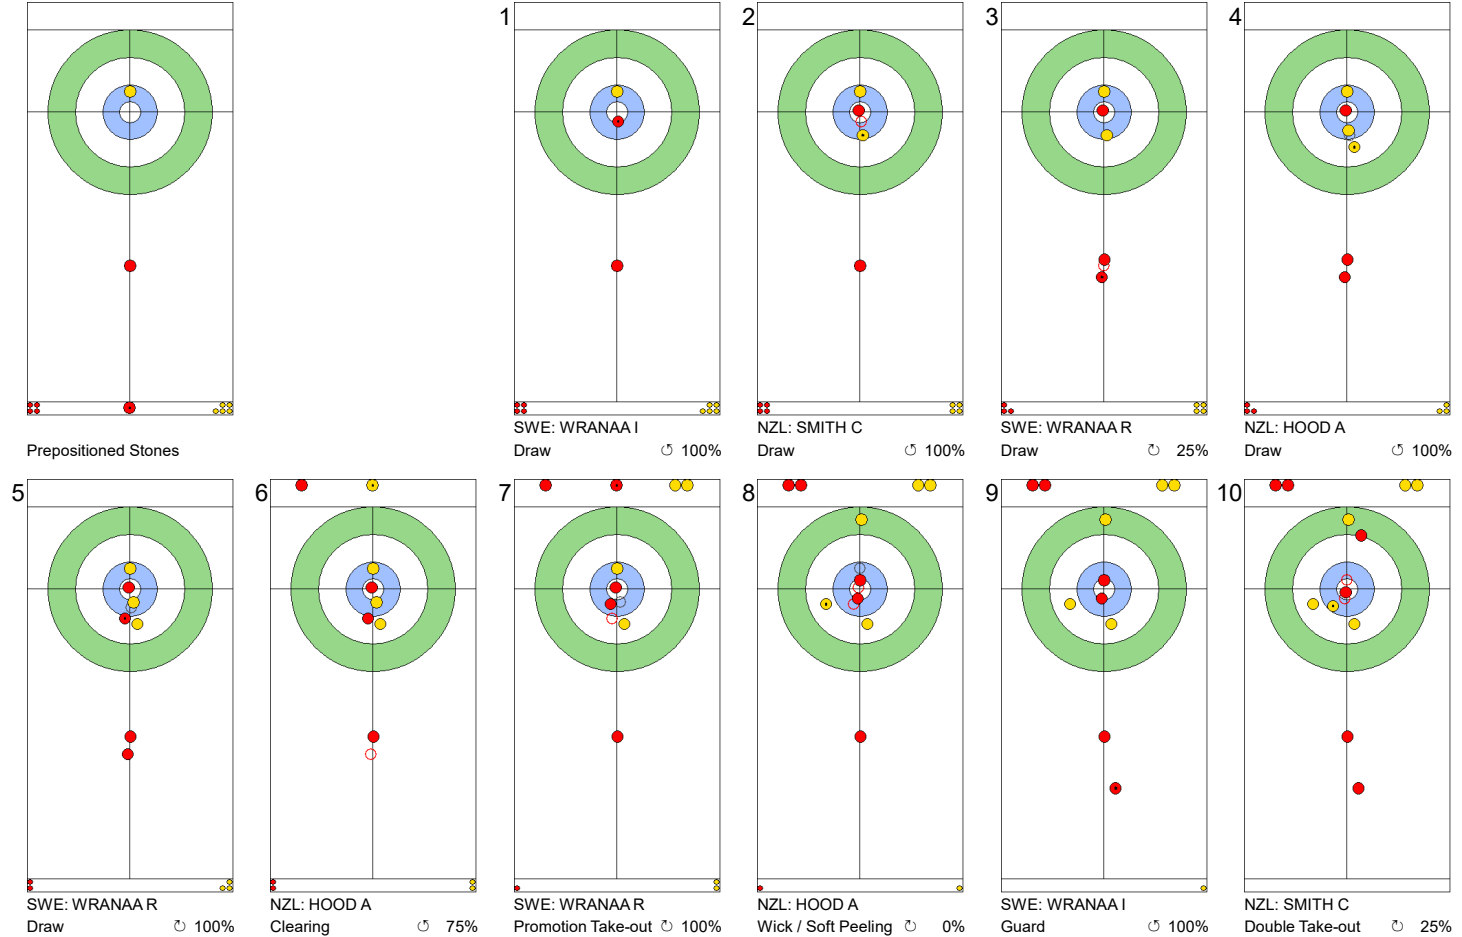 1
2
3
4
Prepositioned Stones
SWE: WRANAA I
Draw ↺ 100%
NZL: SMITH C
Draw ↺ 100%
SWE: WRANAA R
Draw ↻ 25%
NZL: HOOD A
Draw ↺ 100%
5
6
7
8
9
10
SWE: WRANAA R
Draw ↻ 100%
NZL: HOOD A
Clearing ↺ 75%
SWE: WRANAA R
Promotion Take-out ↻ 100%
NZL: HOOD A
Wick / Soft Peeling ↻ 0%
SWE: WRANAA I
Guard ↺ 100%
NZL: SMITH C
Double Take-out ↻ 25%